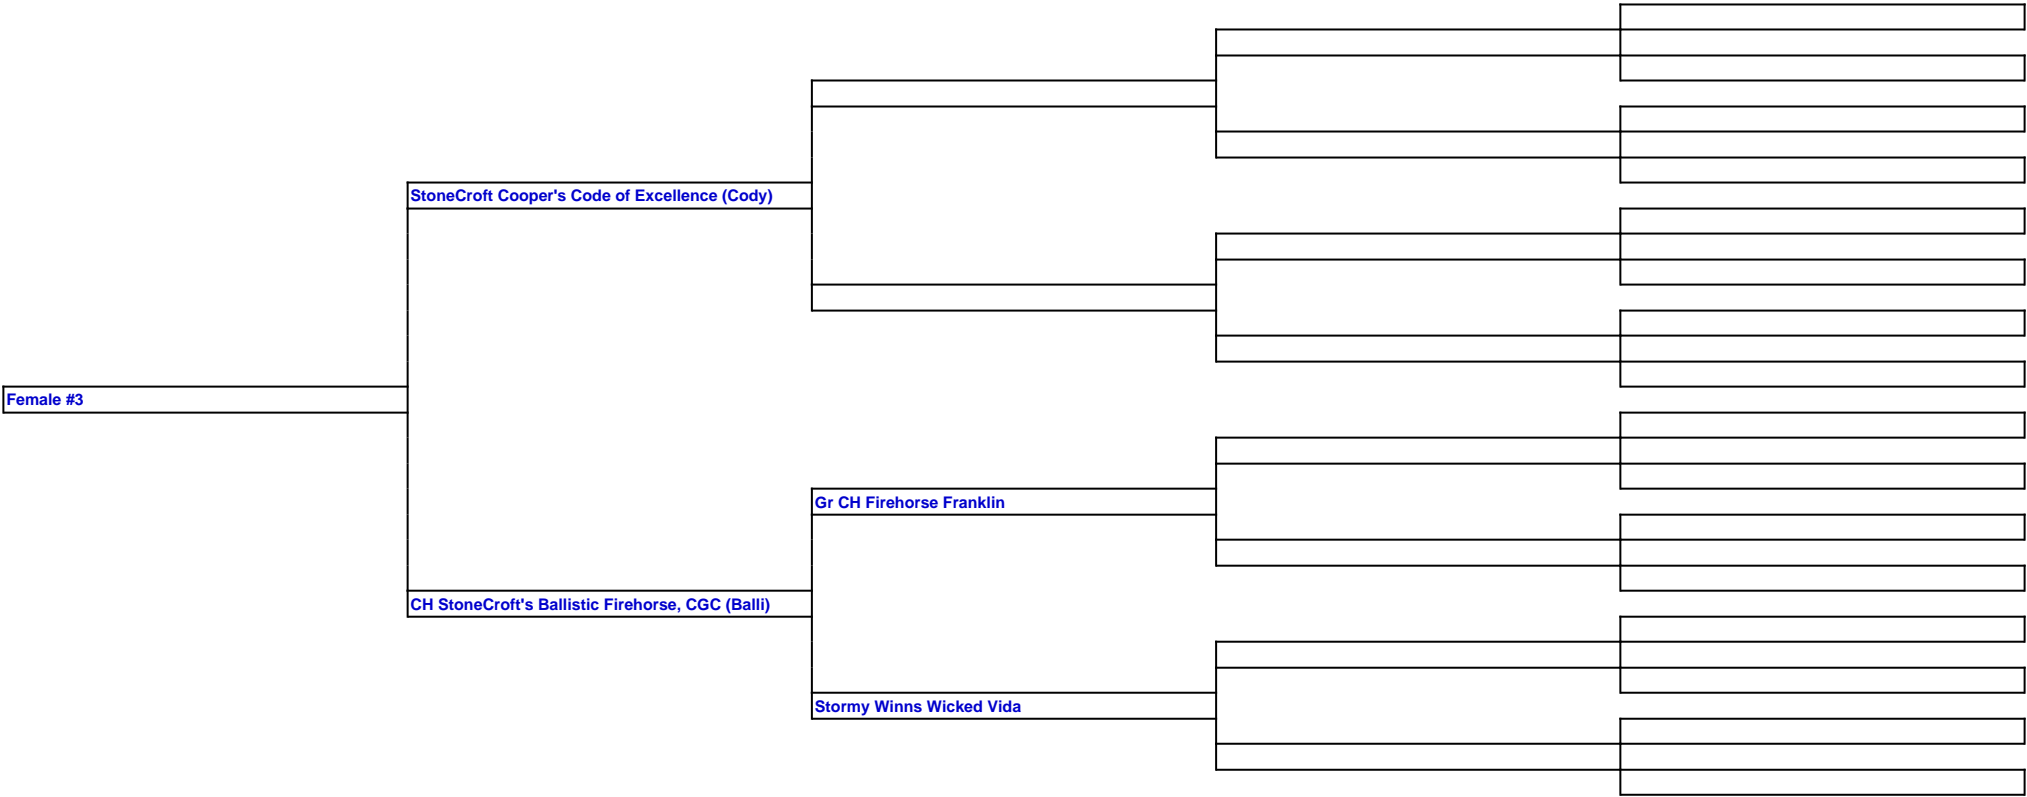 StoneCroft Cooper's Code of Excellence (Cody)
Female #3
Gr CH Firehorse Franklin
CH StoneCroft's Ballistic Firehorse, CGC (Balli)
Stormy Winns Wicked Vida